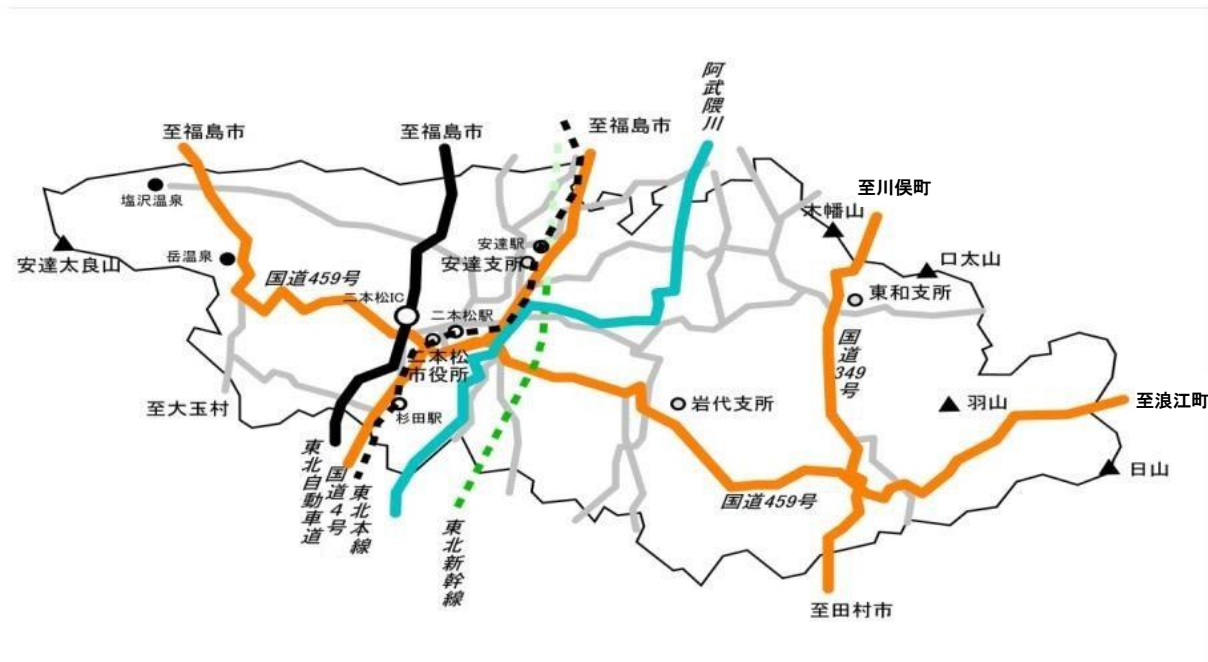 阿武隈川
至福島市
至福島市
至福島市
至川俣町
塩沢温泉
木幡山
安達駅
安達太良山
岳温泉
安達支所
口太山
国道459号
東和支所
二本松IC
二本松駅
国道349号
二本松
市役所
至大玉村
杉田駅
岩代支所
羽山
至浪江町
日山
東北自動車道
国道4号
東北本線
国道459号
東北新幹線
至田村市